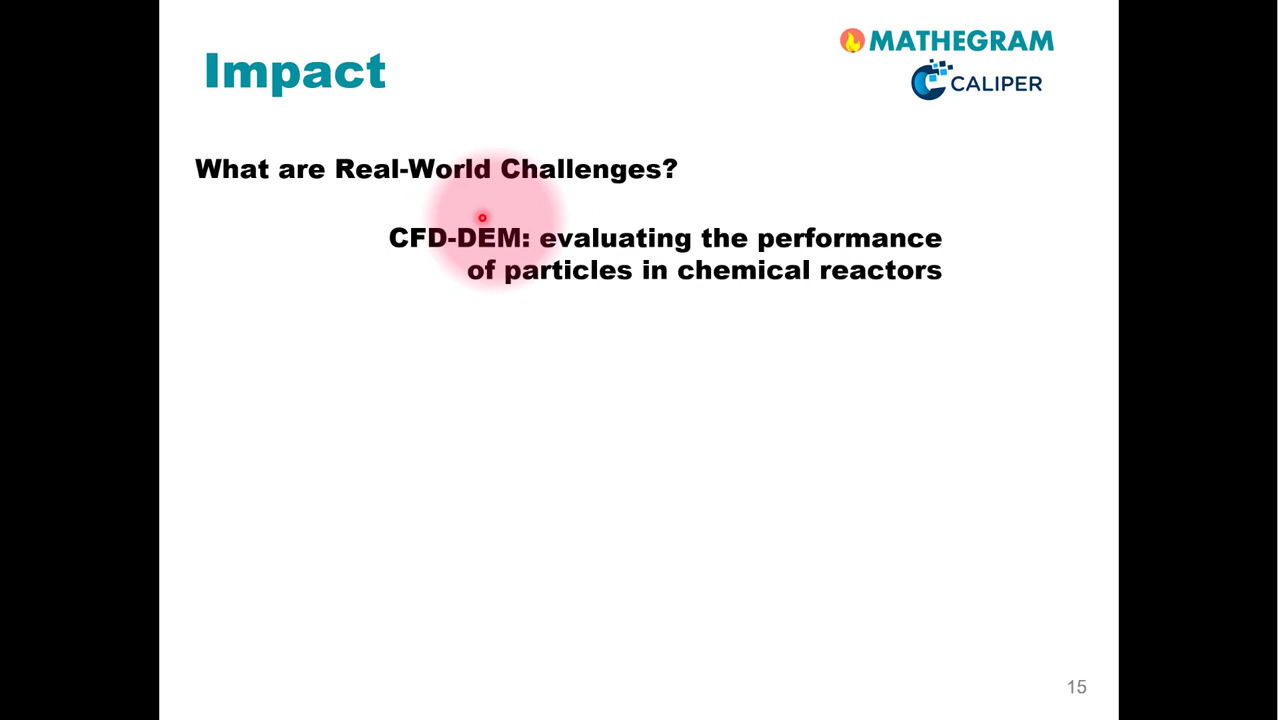 Impact
MATHEGRAM
CALIPER
What are Real-World Challenges?
CFD-DEM: evaluating the performance
of particles in chemical reactors
15